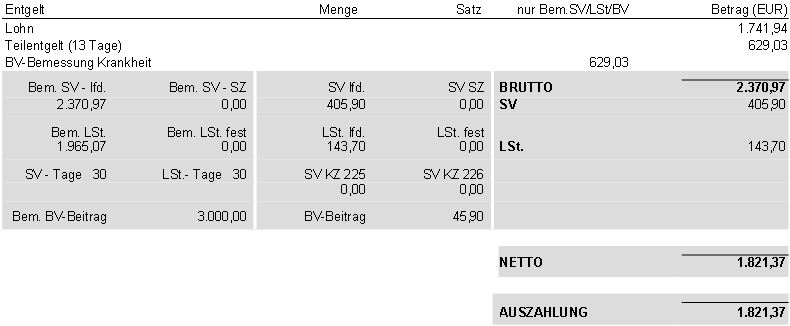 Entgelt Menge Satz nur Bem.SV/LSt/BV Betrag (EUR)
Lohn 1.741,94
Teilentgelt (13 Tage) 629,03
BV-Bemessung Krankheit 629,03
Bem. SV - lfd. Bem. SV - SZ SV lfd. SV SZ BRUTTO 2.370,97
2.370,97 0,00 405,90 0,00 SV 405,90
Bem. LSt. Bem. LSt. fest LSt. lfd. LSt. fest
1.965,07 0,00 143,70 0,00 LSt. 143,70
SV - Tage 30 LSt.- Tage 30 SV KZ 225 SV KZ 226
0,00 0,00
Bem. BV-Beitrag 3.000,00 BV-Beitrag 45,90
NETTO 1.821,37
AUSZAHLUNG 1.821,37